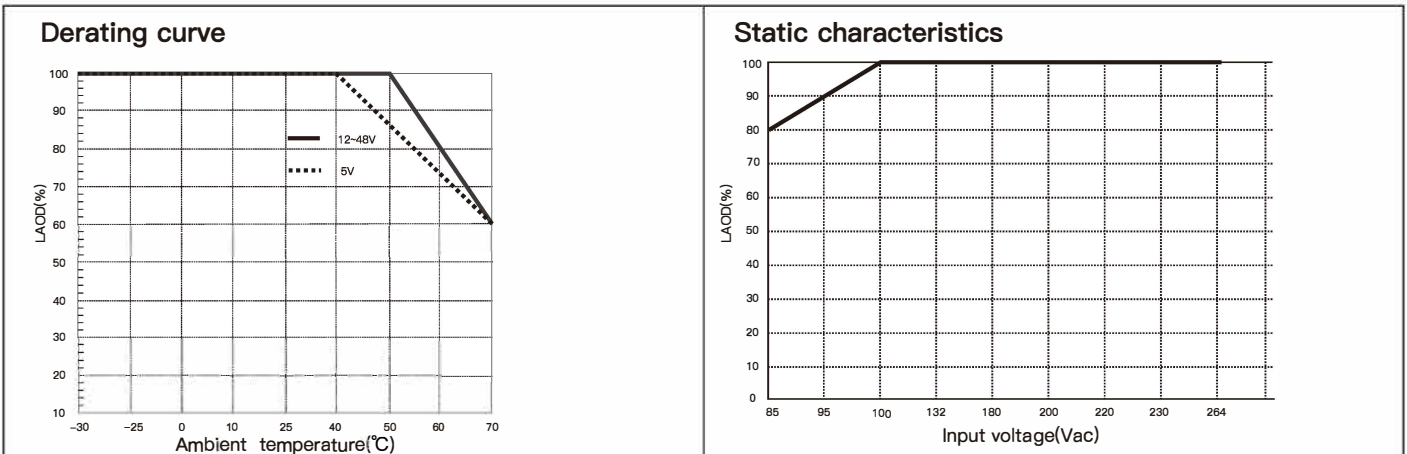 Derating curve
100
90
80
70
60
50
40
30
20
10
LAOD(%)
12~48V
5V
-30 -25 0 10 25 40 50 60 70
Ambient temperature(℃)
Static characteristics
100
90
80
70
60
50
40
30
20
10
0
LAOD(%)
85 95 100 132 180 200 220 230 264
Input voltage(Vac)